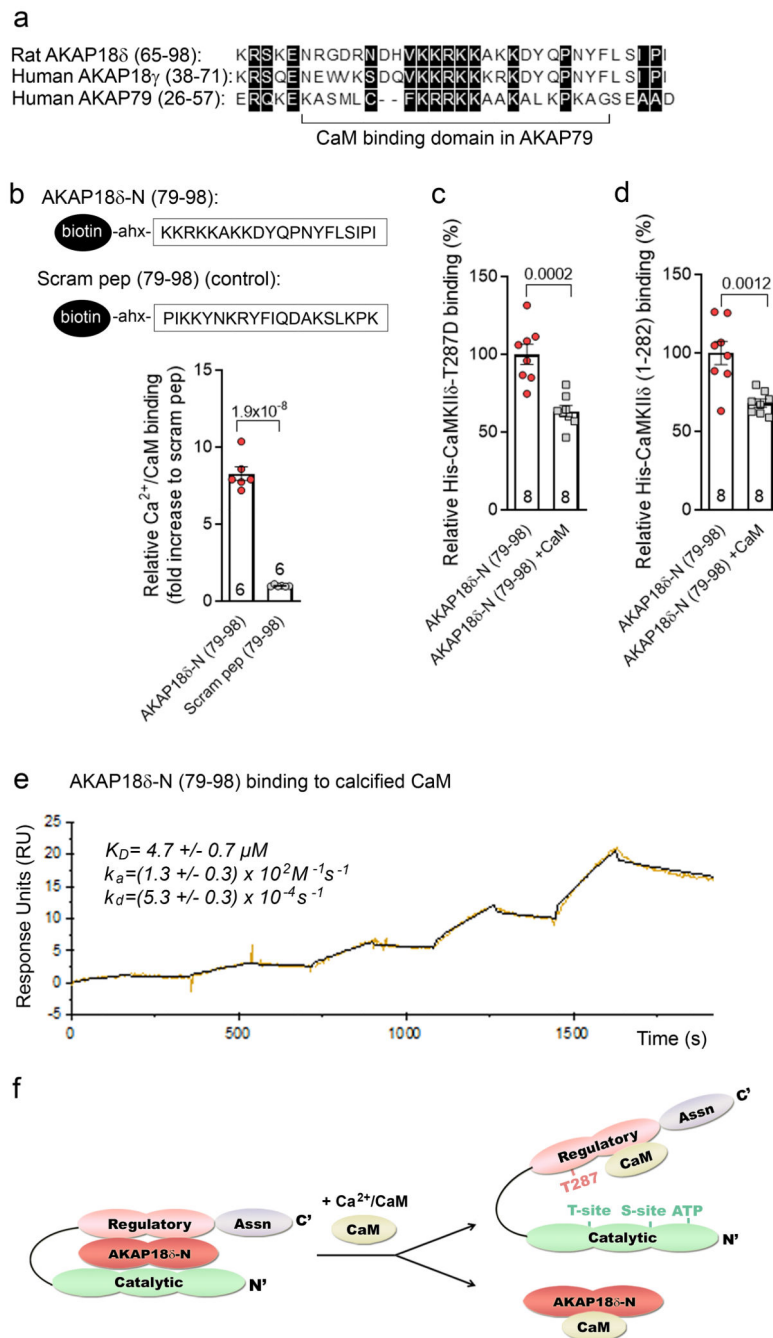 a
Rat AKAP18δ (65-98): KRSKENRGDRNDHVKKRKKAKKDYQPNYFLSIPI
Human AKAP18γ (38-71): KRSQENEWVKSDQVKKRKKKRKDYQPNYFLSIPI
Human AKAP79 (26-57): ERQKEKASMLC--FKRRKKAAKALKPKAGSEAAD
CaM binding domain in AKAP79
b
AKAP18δ-N (79-98):
biotin -ahx- KKRKKAKKDYQPNYFLSIPI
Scram pep (79-98) (control):
biotin -ahx- PIKKYNKRYFIQDAKSLKPK
Relative Ca²⁺/CaM binding
(fold increase to scram pep)
15
10
5
0
1.9x10⁻⁸
6
6
AKAP18δ-N (79-98)
Scram pep (79-98)
c
Relative His-CaMKIIδ-T287D binding (%)
150
100
50
0
0.0002
8
8
AKAP18δ-N (79-98)
AKAP18δ-N (79-98) +CaM
d
Relative His-CaMKIIδ (1-282) binding (%)
150
100
50
0
0.0012
8
8
AKAP18δ-N (79-98)
AKAP18δ-N (79-98) +CaM
e
AKAP18δ-N (79-98) binding to calcified CaM
Response Units (RU)
25
20
15
10
5
0
K_D= 4.7 +/- 0.7 µM
k_a=(1.3 +/- 0.3) x 10²M⁻¹s⁻¹
k_d=(5.3 +/- 0.3) x 10⁻⁴s⁻¹
0
500
1000
1500
Time (s)
f
Regulatory
Assn
C'
AKAP18δ-N
Catalytic
N'
+ Ca²⁺/CaM
CaM
Assn
C'
Regulatory
CaM
T287
T-site
S-site
ATP
Catalytic
N'
AKAP18δ-N
CaM